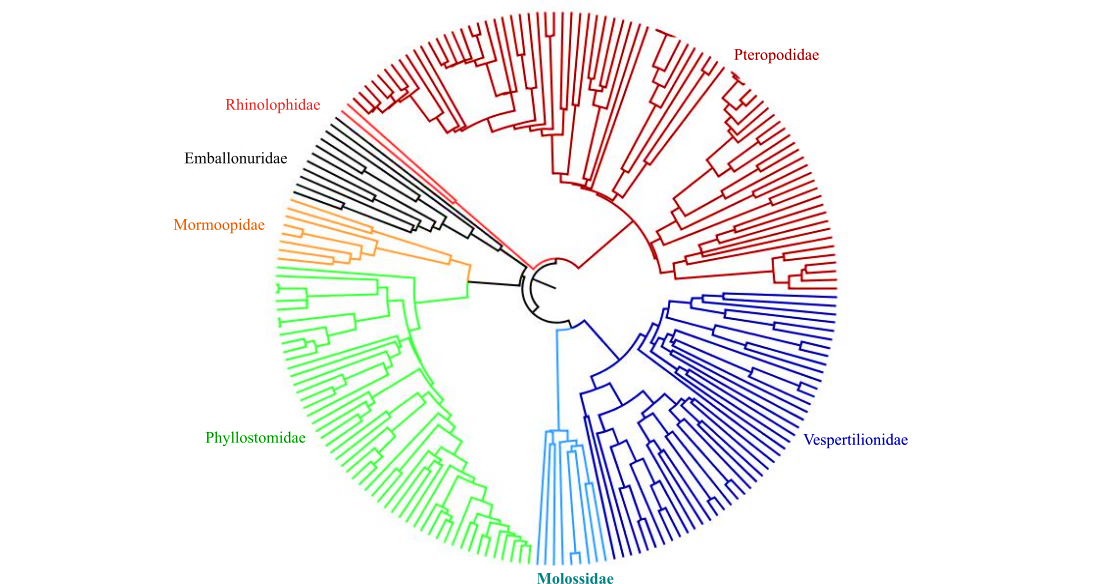 Pteropodidae
Rhinolophidae
Emballonuridae
Mormoopidae
Phyllostomidae
Vespertilionidae
Molossidae